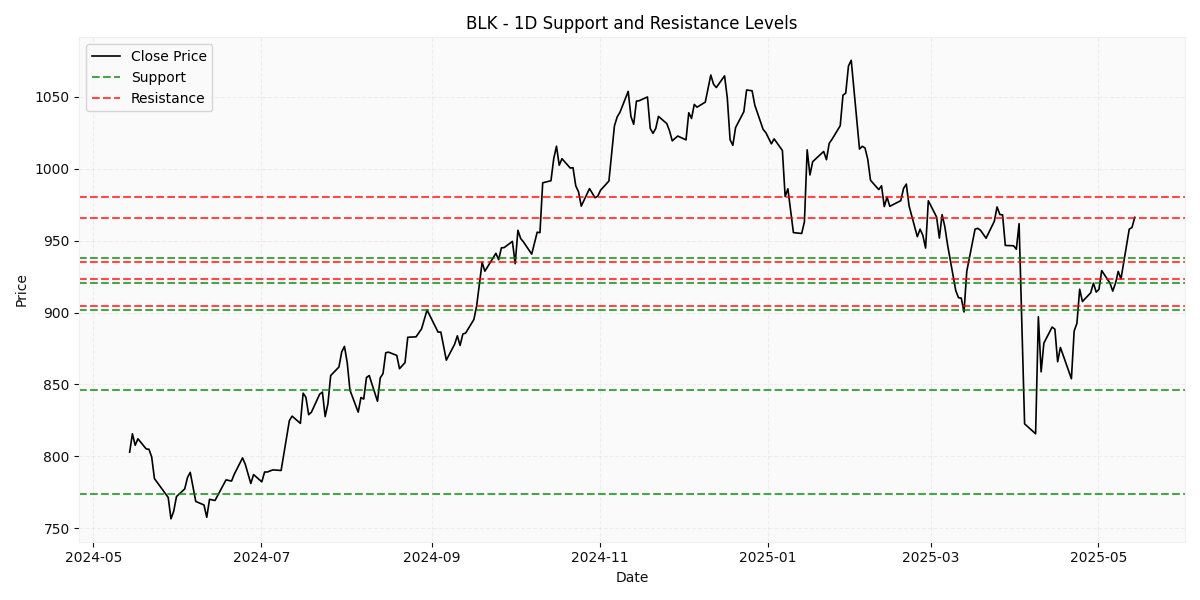 BLK - 1D Support and Resistance Levels
Close Price
Support
Resistance
Price
1050
1000
950
900
850
800
750
2024-05
2024-07
2024-09
2024-11
2025-01
2025-03
2025-05
Date